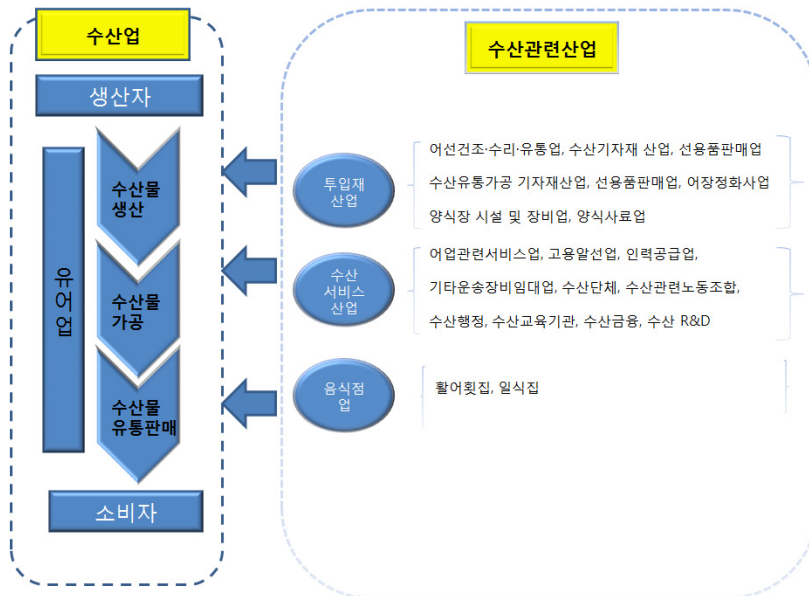 수산업
생산자
유어업
수산물
생산
수산물
가공
수산물
유통판매
소비자
수산관련산업
투입재
산업
어선건조·수리·유통업, 수산기자재 산업, 선용품판매업
수산유통가공 기자재산업, 선용품판매업, 어장정화사업
양식장 시설 및 장비업, 양식사료업
수산
서비스
산업
어업관련서비스업, 고용알선업, 인력공급업,
기타운송장비임대업, 수산단체, 수산관련노동조합,
수산행정, 수산교육기관, 수산금융, 수산 R&D
음식점
업
활어횟집, 일식집